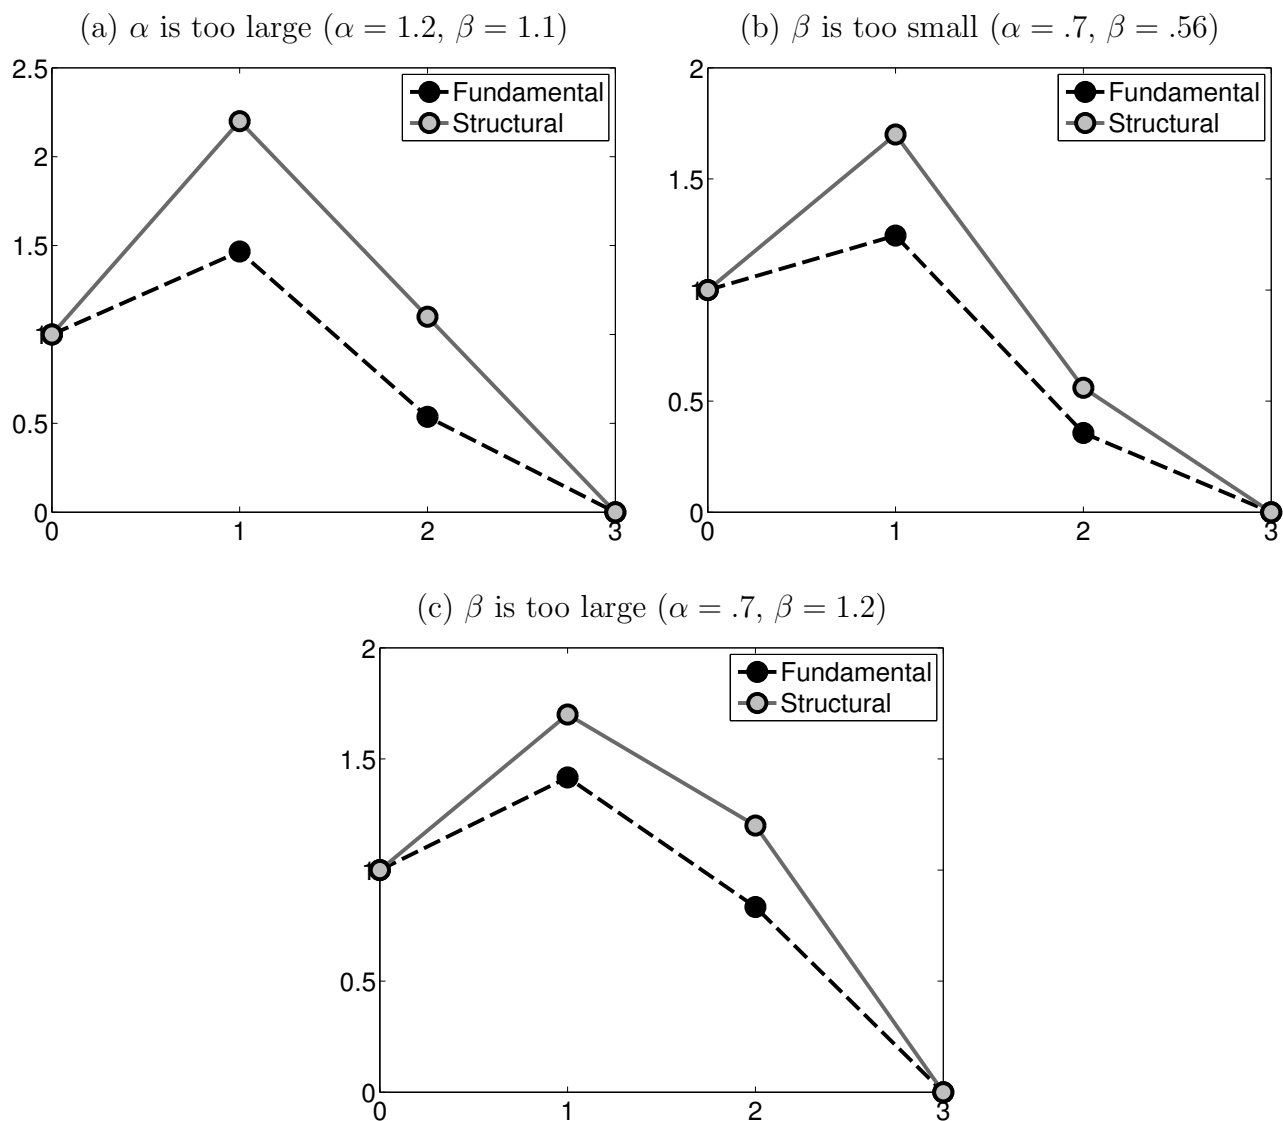 (a) α is too large (α = 1.2, β = 1.1)
2.5
2
1.5
1
0.5
0
0 1 2 3
Fundamental
Structural
(b) β is too small (α = .7, β = .56)
2
1.5
1
0.5
0
0 1 2 3
Fundamental
Structural
(c) β is too large (α = .7, β = 1.2)
2
1.5
1
0.5
0
0 1 2 3
Fundamental
Structural